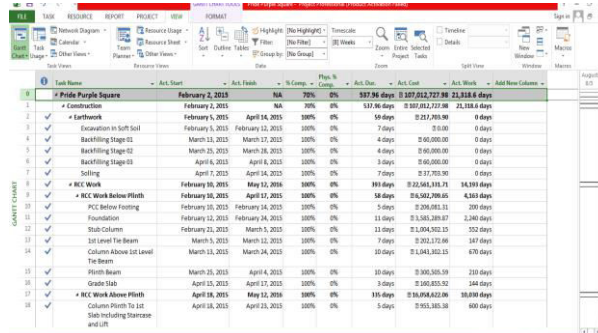 Pride Purple Square - Project Professional (Product Activation Failed)
FILE TASK RESOURCE REPORT PROJECT VIEW FORMAT Sign in
Network Diagram Resource Usage Highlight: [No Highlight] Timescale Timeline New Window Macros
Gantt Chart Task Usage Calendar Team Planner Resource Sheet Sort Outline Tables Filter: [No Filter] [8] Weeks Zoom Entire Project Selected Tasks Details
Other Views Other Views Group by: [No Group]
Task Views Resource Views Data Zoom Split View Window Macros
Task Name Act. Start Act. Finish % Comp. Phys. % Comp. Act. Dur. Act. Cost Act. Work Add New Column August
0 Pride Purple Square February 2, 2015 NA 70% 0% 537.96 days 107,012,727.98 21,318.6 days
1 Construction February 2, 2015 NA 70% 0% 537.96 days 107,012,727.98 21,318.6 days
2 Earthwork February 5, 2015 April 14, 2015 100% 0% 59 days 217,703.90 0 days
3 Excavation In Soft Soil February 5, 2015 February 12, 2015 100% 0% 7 days 0.00 0 days
4 Backfilling Stage 01 March 13, 2015 March 17, 2015 100% 0% 4 days 60,000.00 0 days
5 Backfilling Stage 02 March 25, 2015 March 28, 2015 100% 0% 4 days 60,000.00 0 days
6 Backfilling Stage 03 April 6, 2015 April 8, 2015 100% 0% 3 days 60,000.00 0 days
7 Solling April 7, 2015 April 14, 2015 100% 0% 7 days 37,703.90 0 days
8 RCC Work February 10, 2015 May 12, 2016 100% 0% 393 days 22,561,331.71 14,193 days
9 RCC Work Below Plinth February 10, 2015 April 17, 2015 100% 0% 58 days 6,502,709.65 4,163 days
10 PCC Below Footing February 10, 2015 February 14, 2015 100% 0% 5 days 206,081.31 200 days
11 Foundation February 12, 2015 February 24, 2015 100% 0% 11 days 3,585,289.87 2,240 days
12 Stub Column February 21, 2015 March 5, 2015 100% 0% 11 days 1,004,302.15 552 days
13 1st Level Tie Beam March 5, 2015 March 12, 2015 100% 0% 7 days 202,172.66 147 days
14 Column Above 1st Level Tie Beam March 13, 2015 March 24, 2015 100% 0% 10 days 1,041,302.15 670 days
15 Plinth Beam March 25, 2015 April 4, 2015 100% 0% 10 days 300,505.59 210 days
16 Grade Slab April 15, 2015 April 17, 2015 100% 0% 3 days 160,855.92 144 days
17 RCC Work Above Plinth April 18, 2015 May 12, 2016 100% 0% 335 days 16,058,622.06 10,030 days
18 Column Plinth To 1st Slab Including Staircase and Lift April 18, 2015 April 23, 2015 100% 0% 5 days 955,385.38 600 days
GANTT CHART